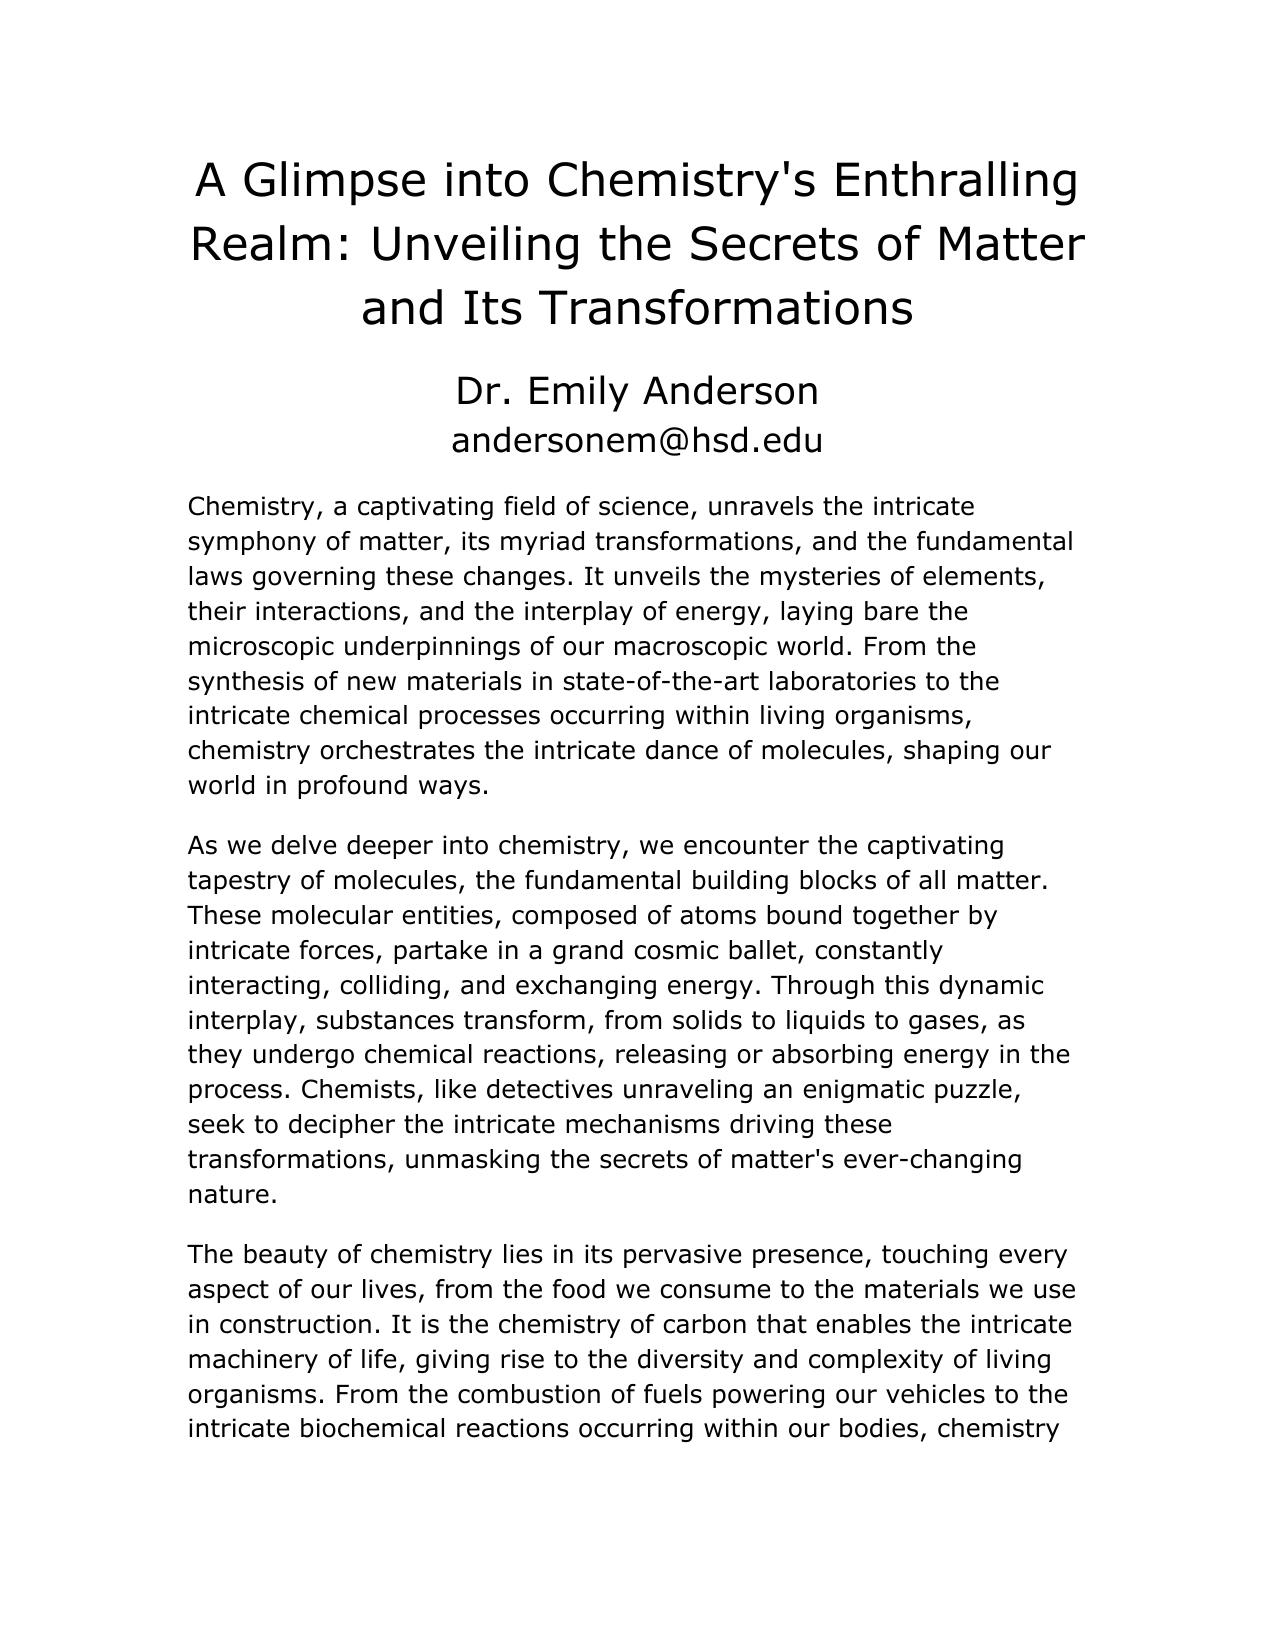 A Glimpse into Chemistry's Enthralling
Realm: Unveiling the Secrets of Matter
and Its Transformations
Dr. Emily Anderson
andersonem@hsd.edu
Chemistry, a captivating field of science, unravels the intricate
symphony of matter, its myriad transformations, and the fundamental
laws governing these changes. It unveils the mysteries of elements,
their interactions, and the interplay of energy, laying bare the
microscopic underpinnings of our macroscopic world. From the
synthesis of new materials in state-of-the-art laboratories to the
intricate chemical processes occurring within living organisms,
chemistry orchestrates the intricate dance of molecules, shaping our
world in profound ways.
As we delve deeper into chemistry, we encounter the captivating
tapestry of molecules, the fundamental building blocks of all matter.
These molecular entities, composed of atoms bound together by
intricate forces, partake in a grand cosmic ballet, constantly
interacting, colliding, and exchanging energy. Through this dynamic
interplay, substances transform, from solids to liquids to gases, as
they undergo chemical reactions, releasing or absorbing energy in the
process. Chemists, like detectives unraveling an enigmatic puzzle,
seek to decipher the intricate mechanisms driving these
transformations, unmasking the secrets of matter's ever-changing
nature.
The beauty of chemistry lies in its pervasive presence, touching every
aspect of our lives, from the food we consume to the materials we use
in construction. It is the chemistry of carbon that enables the intricate
machinery of life, giving rise to the diversity and complexity of living
organisms. From the combustion of fuels powering our vehicles to the
intricate biochemical reactions occurring within our bodies, chemistry